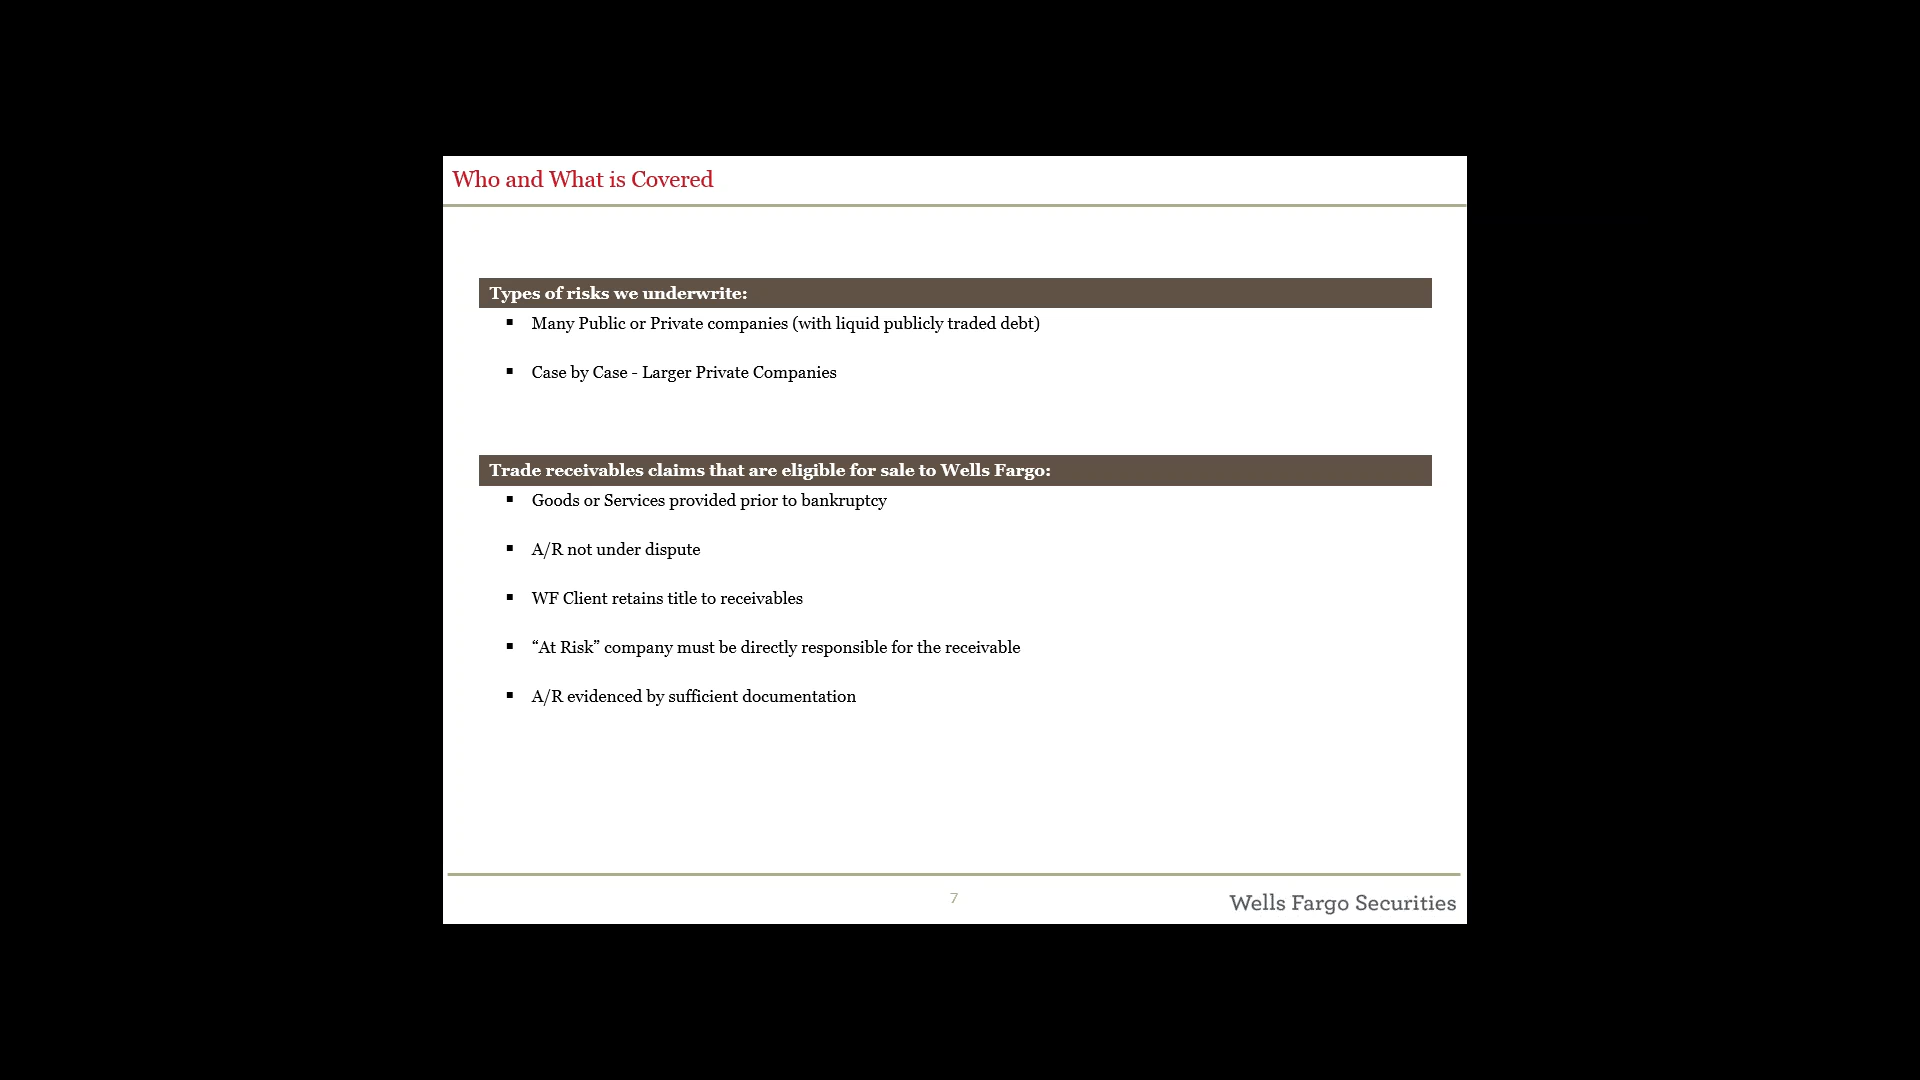 Who and What is Covered
Types of risks we underwrite:
▪ Many Public or Private companies (with liquid publicly traded debt)
▪ Case by Case - Larger Private Companies
Trade receivables claims that are eligible for sale to Wells Fargo:
▪ Goods or Services provided prior to bankruptcy
▪ A/R not under dispute
▪ WF Client retains title to receivables
▪ “At Risk” company must be directly responsible for the receivable
▪ A/R evidenced by sufficient documentation
7
Wells Fargo Securities